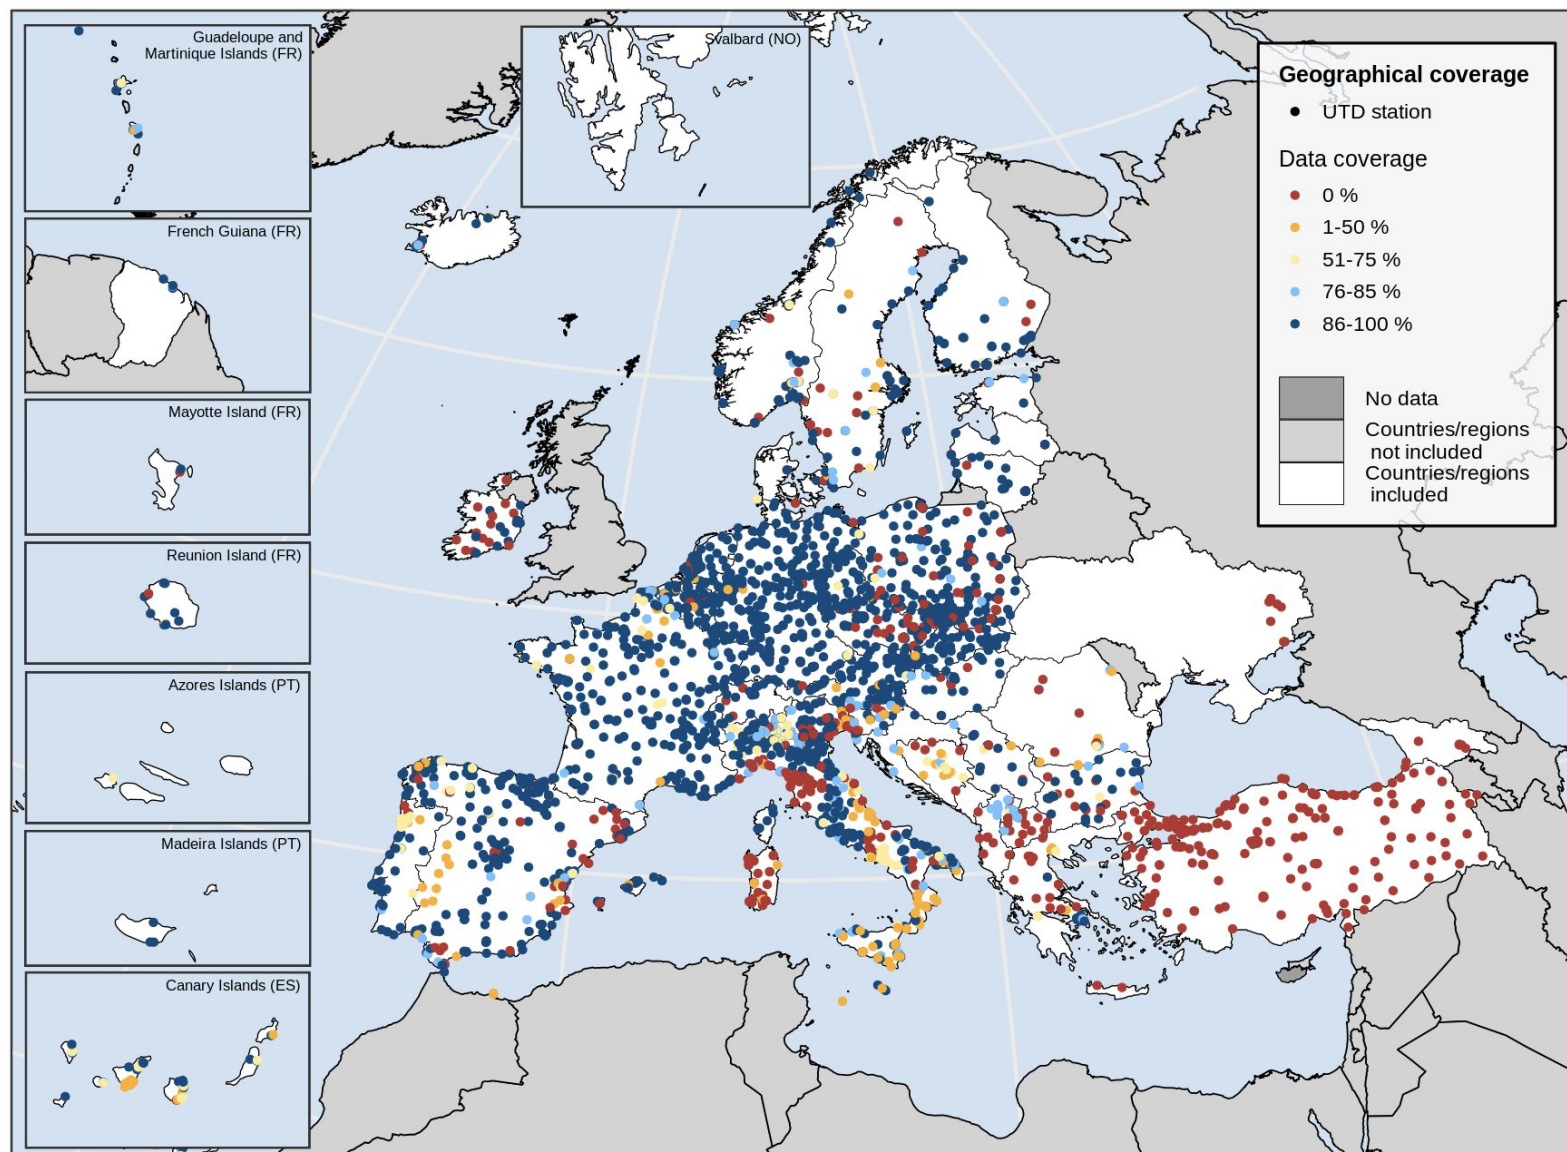 Guadeloupe and
Martinique Islands (FR)
French Guiana (FR)
Mayotte Island (FR)
Reunion Island (FR)
Azores Islands (PT)
Madeira Islands (PT)
Canary Islands (ES)
Svalbard (NO)
Geographical coverage
UTD station
Data coverage
0 %
1-50 %
51-75 %
76-85 %
86-100 %
No data
Countries/regions
not included
Countries/regions
included